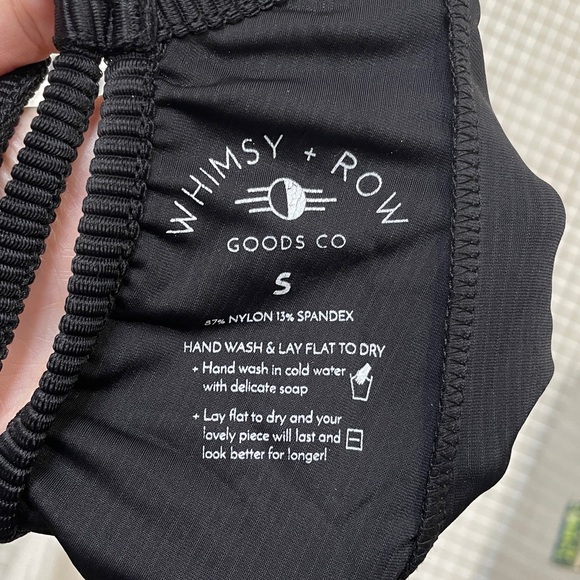 WHIMSY + ROW
GOODS CO
S
87% NYLON 13% SPANDEX
HAND WASH & LAY FLAT TO DRY
+ Hand wash in cold water
with delicate soap
+ Lay flat to dry and your
lovely piece will last and
look better for longer!